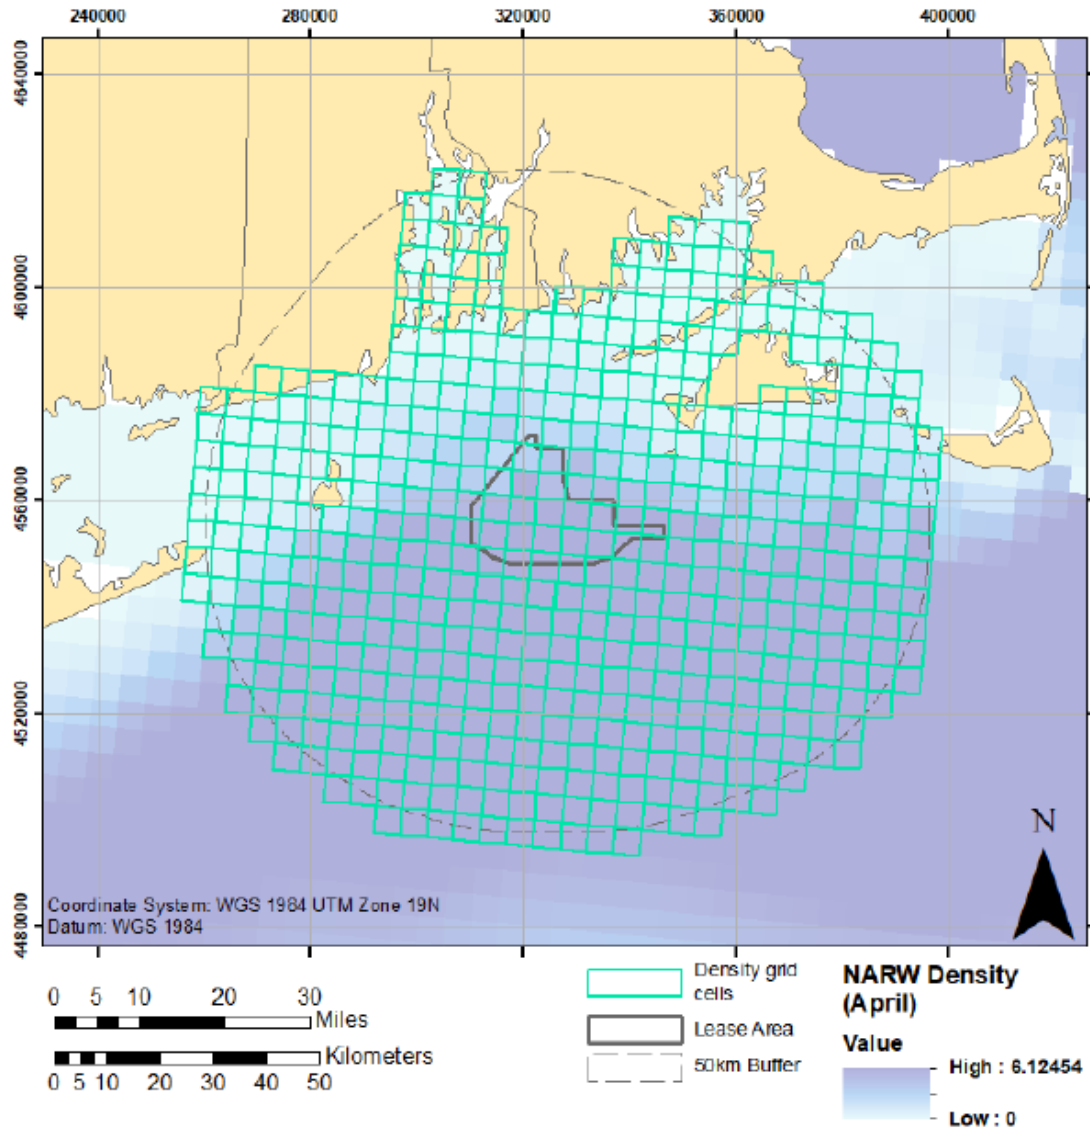 240000 280000 320000 360000 400000
4640000
4600000
4560000
4520000
4480000
N
Coordinate System: WGS 1984 UTM Zone 19N
Datum: WGS 1984
0 5 10 20 30
Miles
Kilometers
0 5 10 20 30 40 50
Density grid
cells
Lease Area
50km Buffer
NARW Density
(April)
Value
High : 6.12454
Low : 0